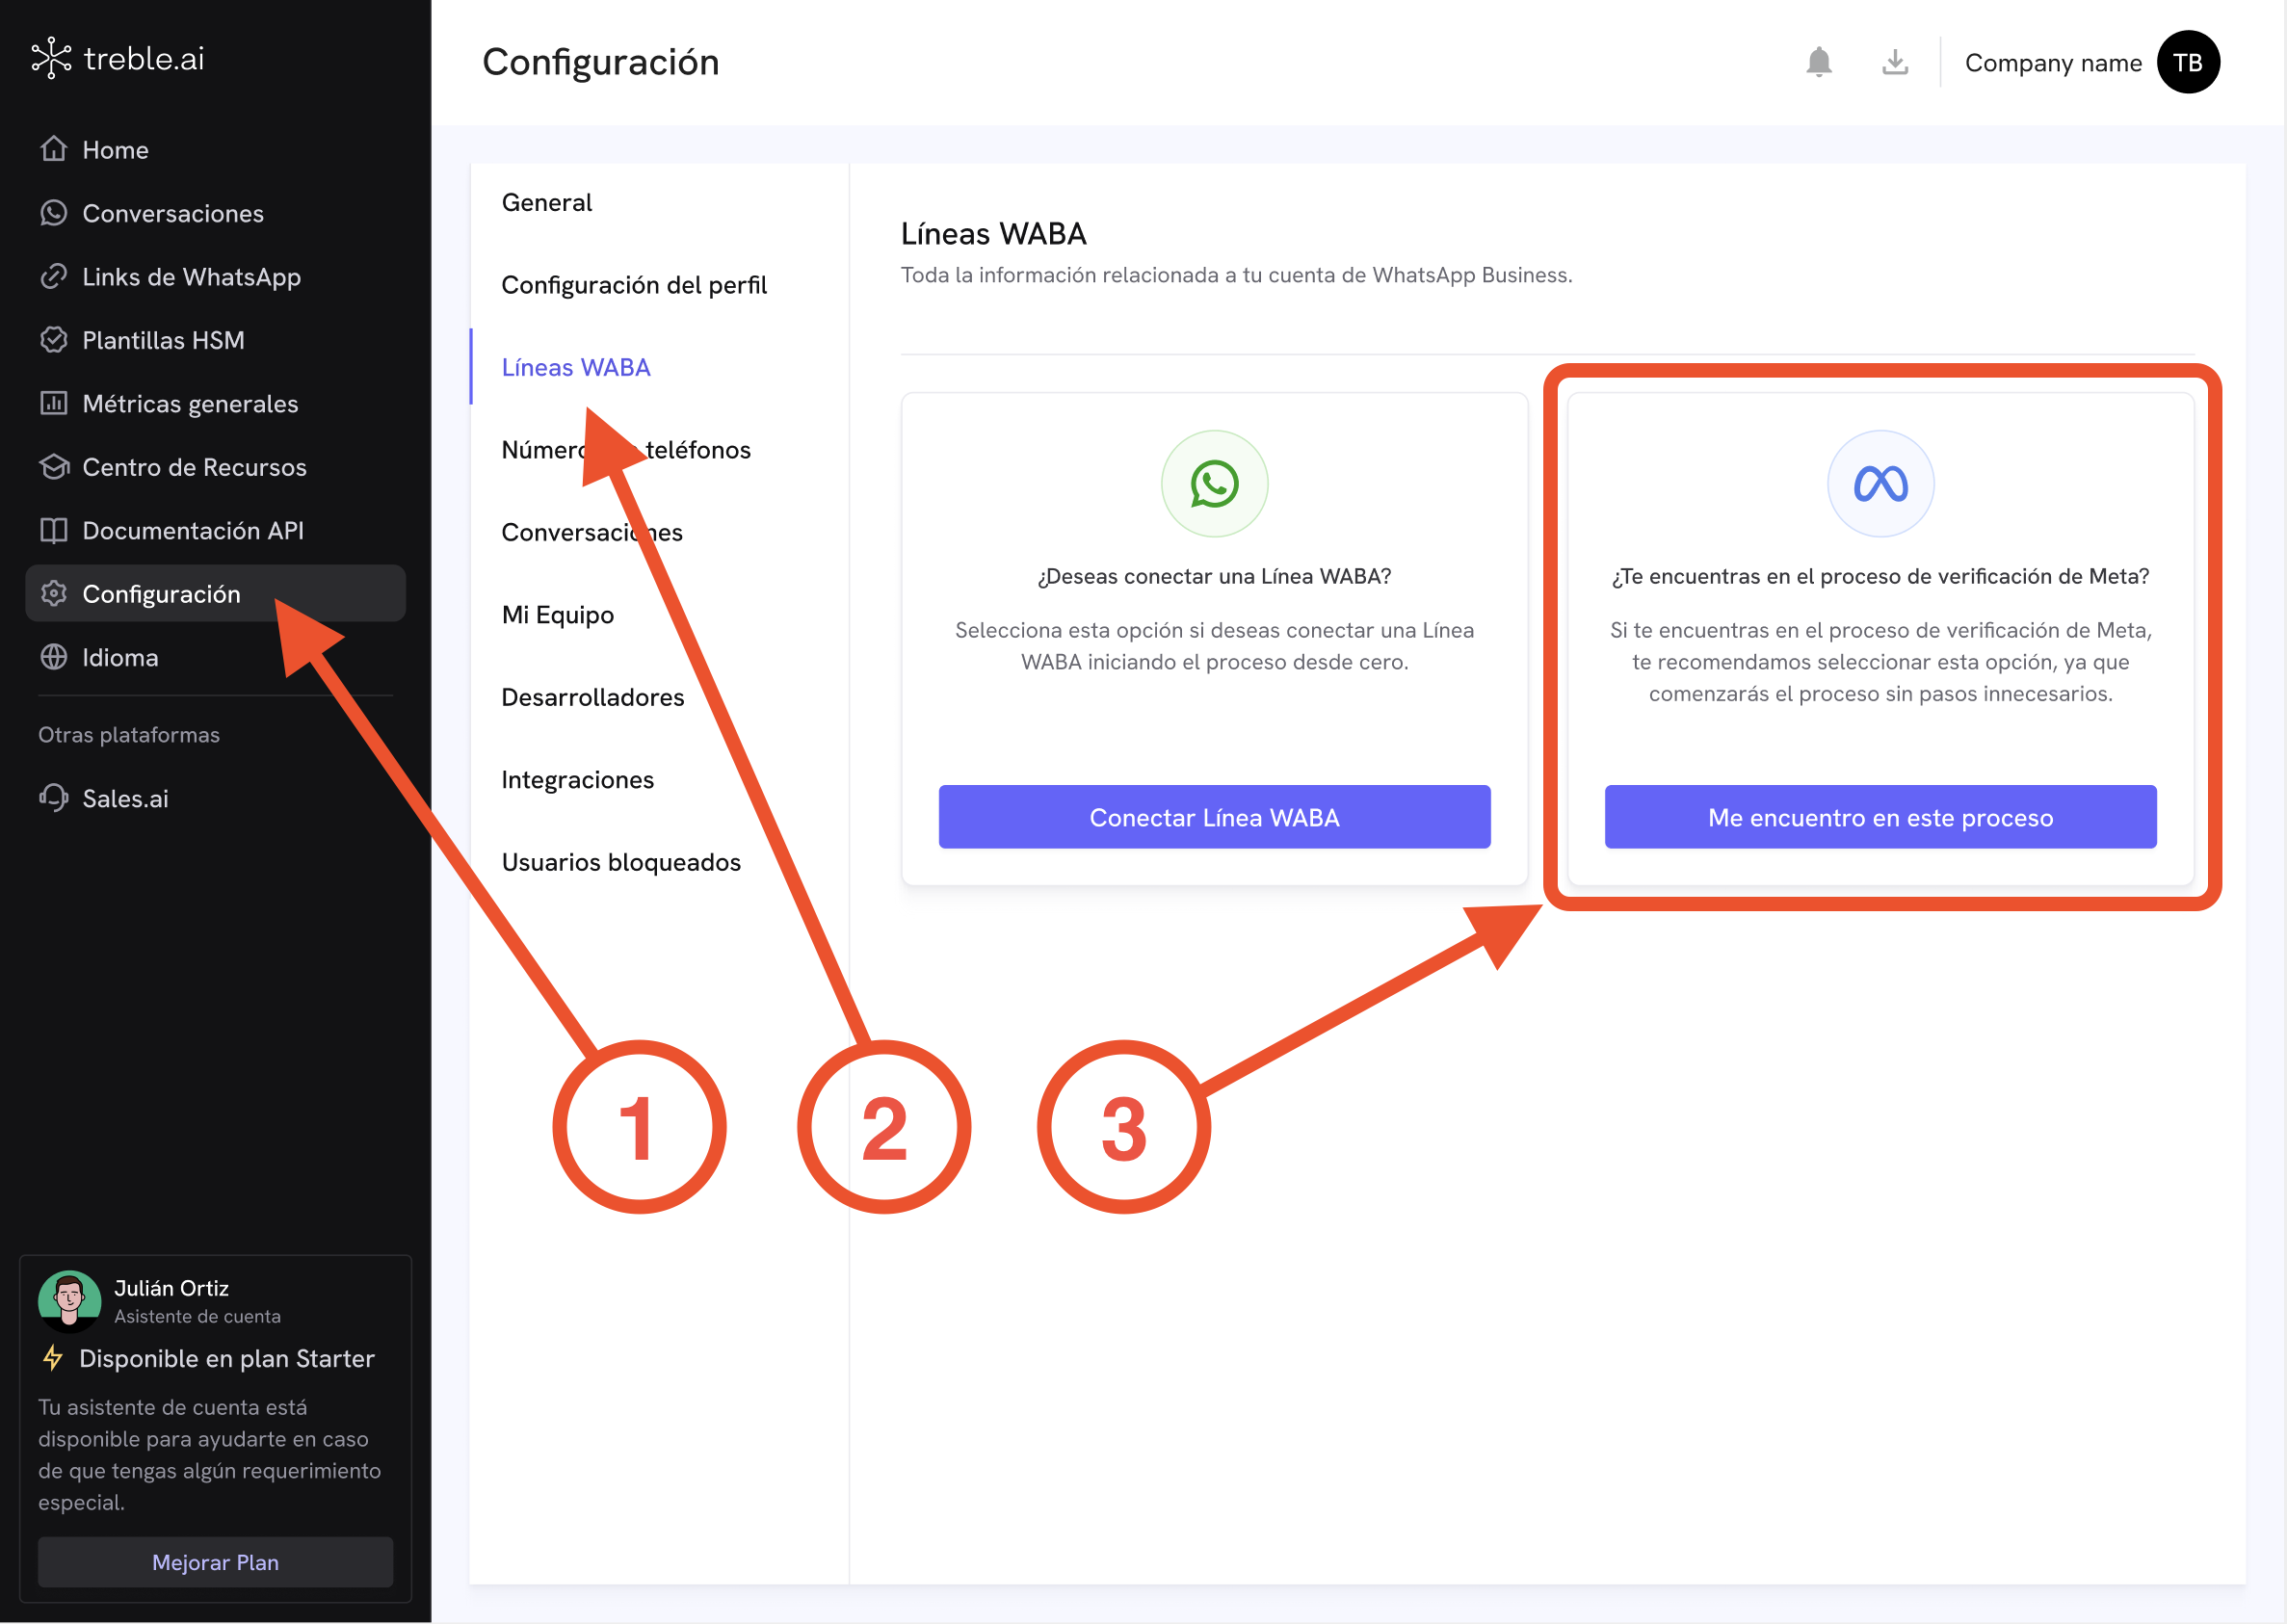 treble.ai
Home
Conversaciones
Links de WhatsApp
Plantillas HSM
Métricas generales
Centro de Recursos
Documentación API
Configuración
Idioma
Otras plataformas
Sales.ai
Julián Ortiz
Asistente de cuenta
Disponible en plan Starter
Tu asistente de cuenta está
disponible para ayudarte en caso
de que tengas algún requerimiento
especial.
Mejorar Plan
Configuración
Company name
TB
General
Configuración del perfil
Líneas WABA
Número teléfonos
Conversaciones
Mi Equipo
Desarrolladores
Integraciones
Usuarios bloqueados
Líneas WABA
Toda la información relacionada a tu cuenta de WhatsApp Business.
¿Deseas conectar una Línea WABA?
Selecciona esta opción si deseas conectar una Línea
WABA iniciando el proceso desde cero.
Conectar Línea WABA
¿Te encuentras en el proceso de verificación de Meta?
Si te encuentras en el proceso de verificación de Meta,
te recomendamos seleccionar esta opción, ya que
comenzarás el proceso sin pasos innecesarios.
Me encuentro en este proceso
1
2
3